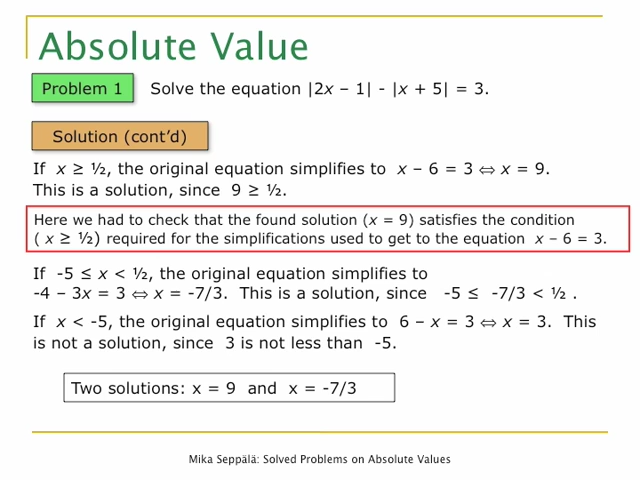 Absolute Value
Problem 1 Solve the equation |2x – 1| - |x + 5| = 3.
Solution (cont’d)
If x ≥ ½, the original equation simplifies to x – 6 = 3 ⇔ x = 9.
This is a solution, since 9 ≥ ½.
Here we had to check that the found solution (x = 9) satisfies the condition
( x ≥ ½) required for the simplifications used to get to the equation x – 6 = 3.
If -5 ≤ x < ½, the original equation simplifies to
-4 – 3x = 3 ⇔ x = -7/3. This is a solution, since -5 ≤ -7/3 < ½ .
If x < -5, the original equation simplifies to 6 – x = 3 ⇔ x = 3. This
is not a solution, since 3 is not less than -5.
Two solutions: x = 9 and x = -7/3
Mika Seppälä: Solved Problems on Absolute Values